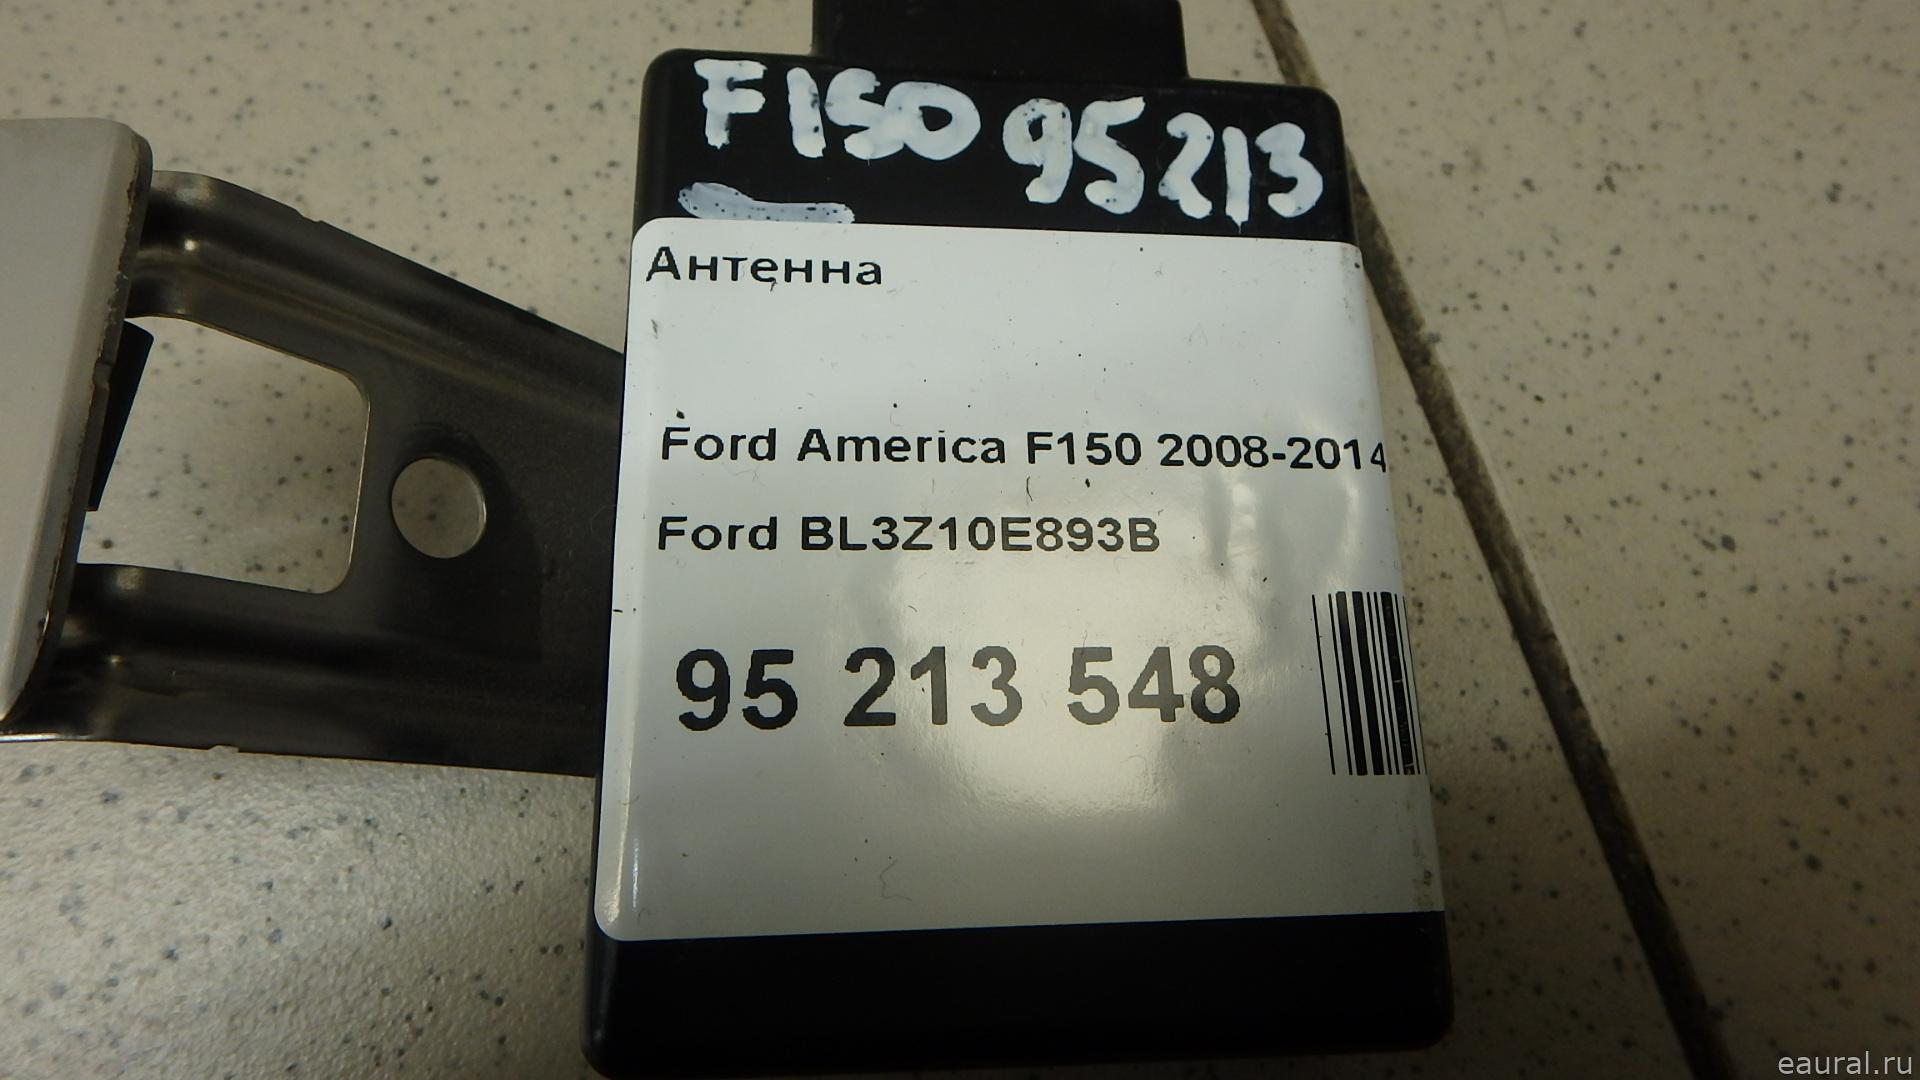 F150 95213
Антенна
Ford America F150 2008-2014
Ford BL3Z10E893B
95 213 548
eaural.ru